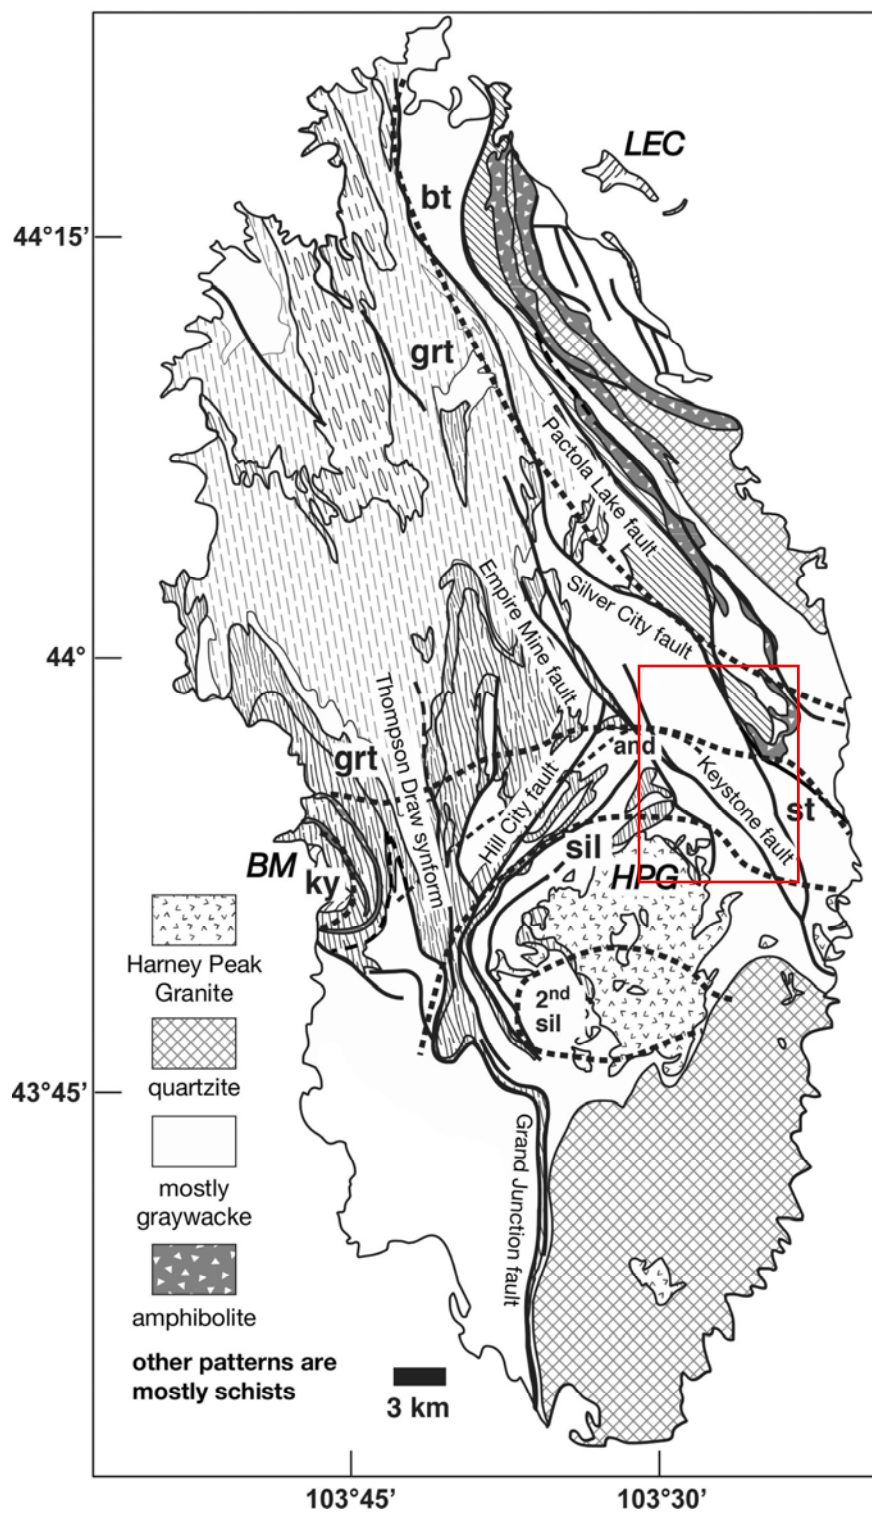 LEC
bt
44°15′
grt
Pactola Lake fault
Empire Mine fault
Silver City fault
44°
Thompson Draw synform
grt
and
Keystone fault
Hill City fault
st
sil
BM
ky
HPG
Harney Peak
Granite
2nd
sil
quartzite
43°45′
mostly
graywacke
Grand Junction fault
amphibolite
other patterns are
mostly schists
3 km
103°45′
103°30′